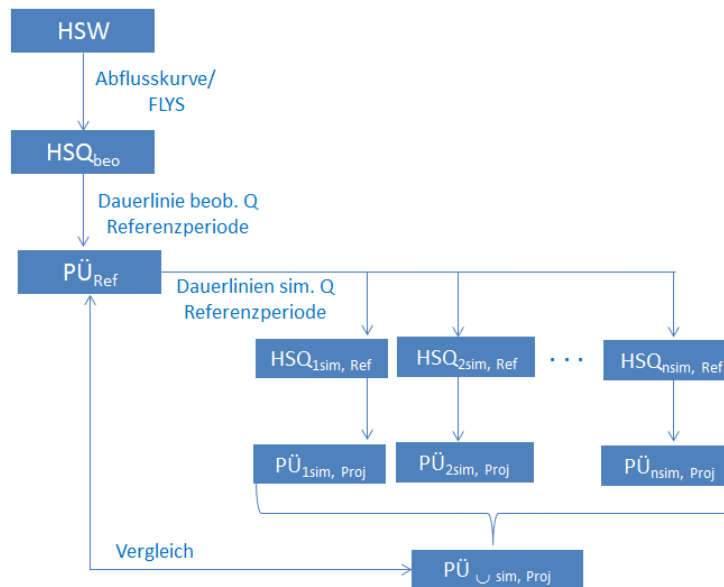 HSW
Abflusskurve/
FLYS
HSQbeo
Dauerlinie beob. Q
Referenzperiode
PÜRef
Dauerlinien sim. Q
Referenzperiode
HSQ1sim, Ref
HSQ2sim, Ref
. . .
HSQnsim, Ref
PÜ1sim, Proj
PÜ2sim, Proj
PÜnsim, Proj
Vergleich
PÜ ◡ sim, Proj